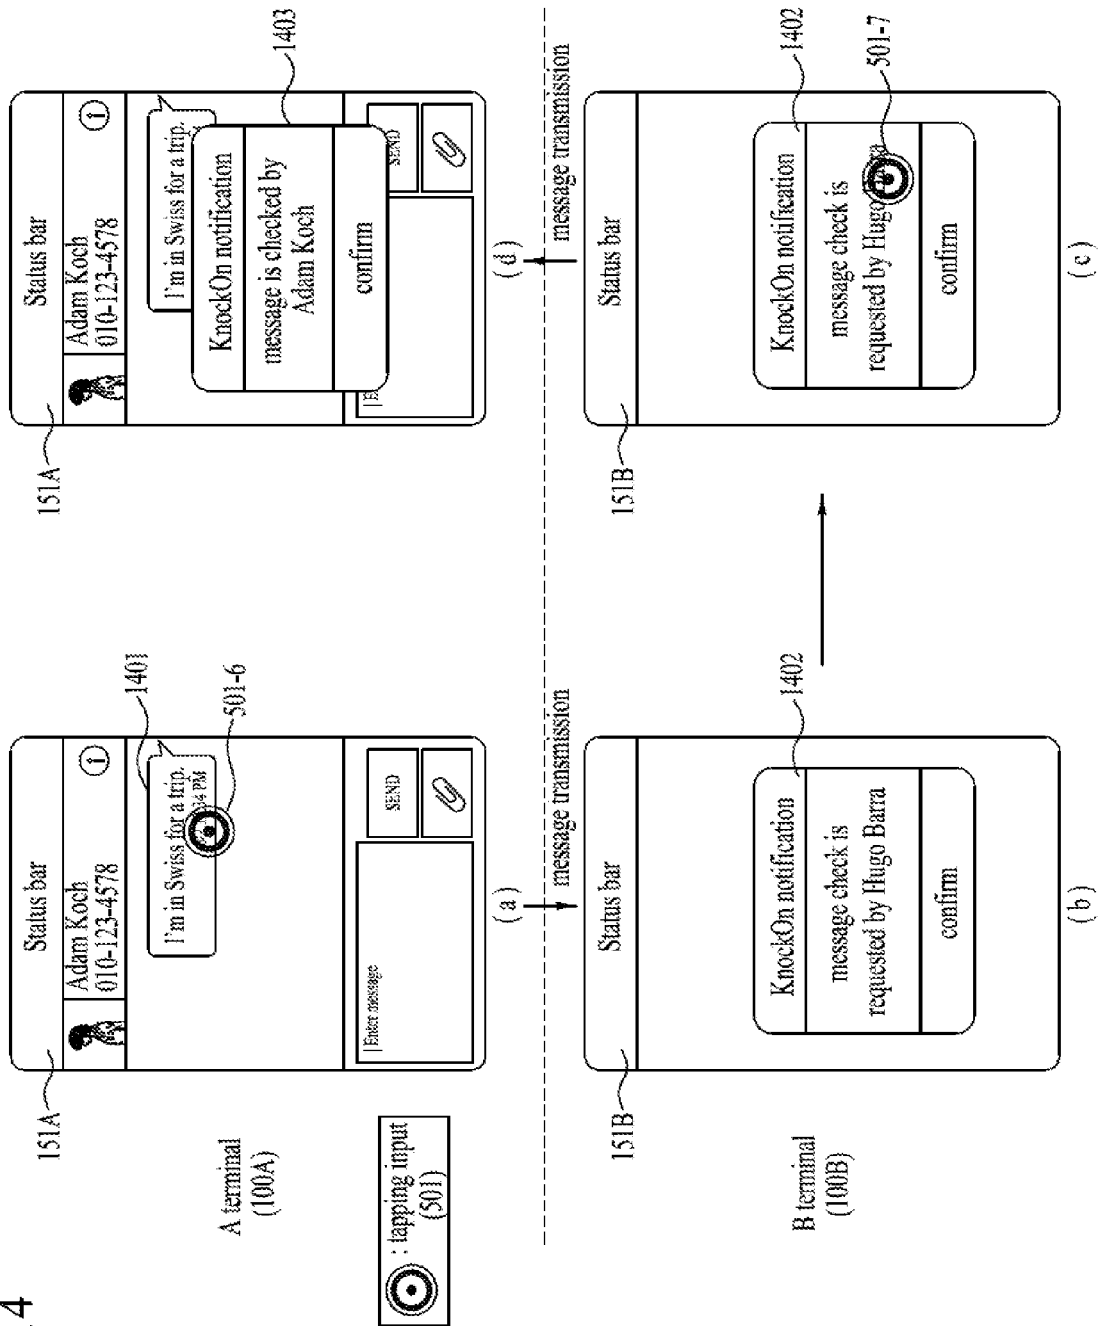 4
151A
Status bar
Adam Koch
010-123-4578
i
I'm in Swiss for a trip.
34 PM
1401
501-6
Enter message
SEND
(a)
151A
Status bar
Adam Koch
010-123-4578
i
I'm in Swiss for a trip.
KnockOn notification
message is checked by
Adam Koch
confirm
1403
SEND
(d)
A terminal
(100A)
: tapping input
(501)
message transmission
message transmission
151B
Status bar
KnockOn notification
message check is
requested by Hugo Barra
confirm
1402
(b)
151B
Status bar
KnockOn notification
message check is
requested by Hugo
confirm
1402
501-7
(c)
B terminal
(100B)